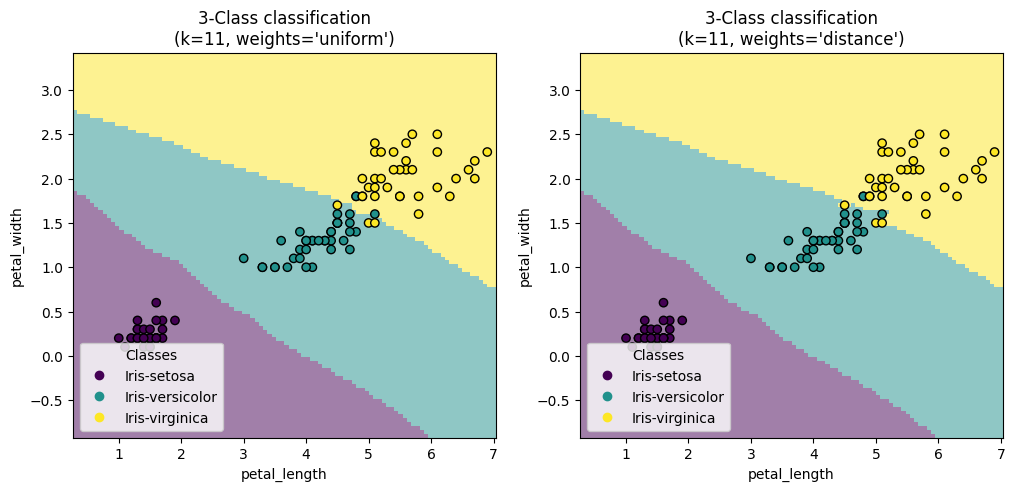 3-Class classification
(k=11, weights='uniform')
3.0
2.5
2.0
1.5
1.0
0.5
0.0
−0.5
petal_width
Classes
Iris-setosa
Iris-versicolor
Iris-virginica
1 2 3 4 5 6 7
petal_length
3-Class classification
(k=11, weights='distance')
3.0
2.5
2.0
1.5
1.0
0.5
0.0
−0.5
petal_width
Classes
Iris-setosa
Iris-versicolor
Iris-virginica
1 2 3 4 5 6 7
petal_length